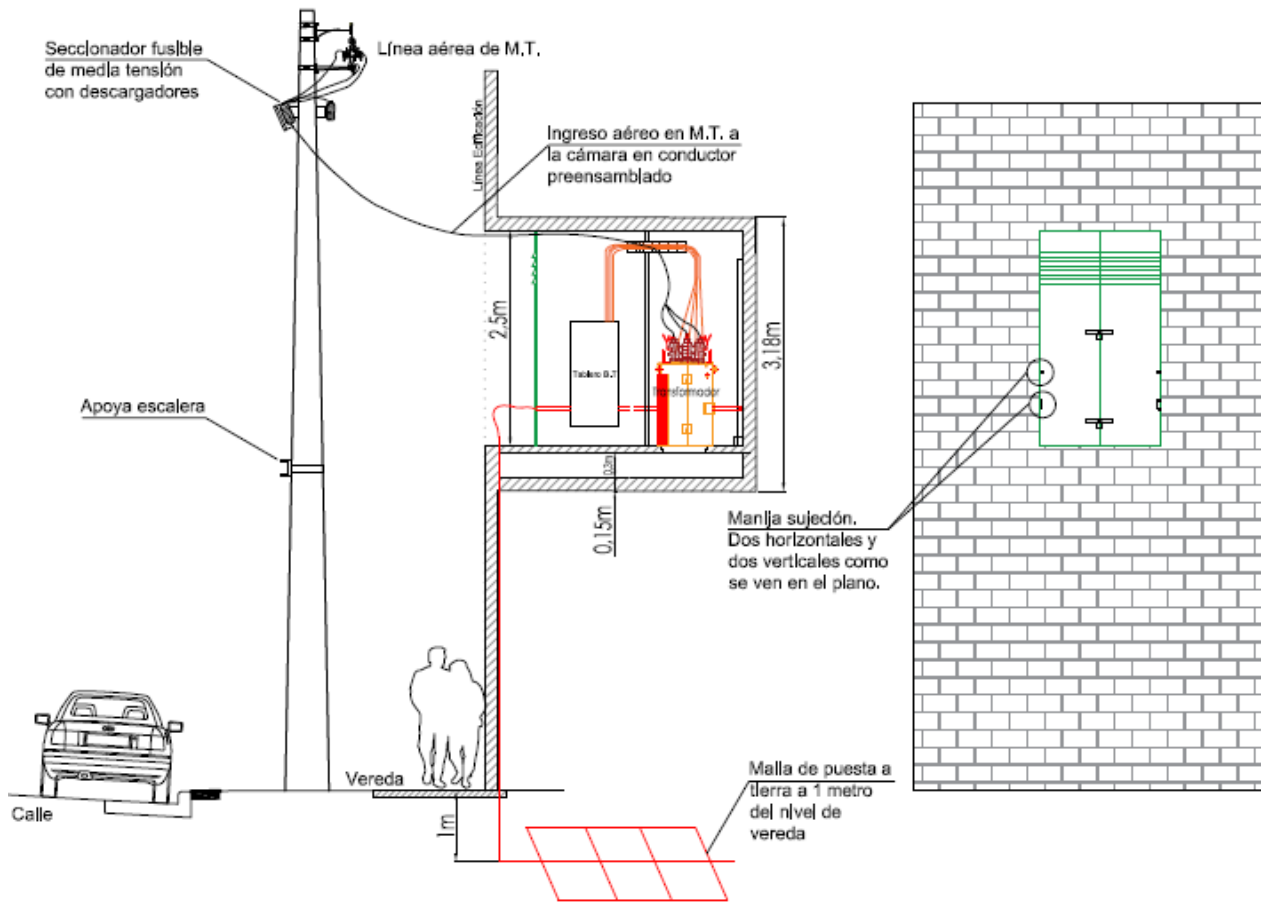 Seccionador fusible
de media tensión
con descargadores
Línea aérea de M.T.
Línea Edificación
Ingreso aéreo en M.T. a
la cámara en conductor
preensamblado
2,5m
Tablero B.T
Transformador
3,18m
Apoya escalera
0,3m
0,15m
Manija sujeción.
Dos horizontales y
dos verticales como
se ven en el plano.
Vereda
Calle
1m
Malla de puesta a
tierra a 1 metro
del nivel de
vereda